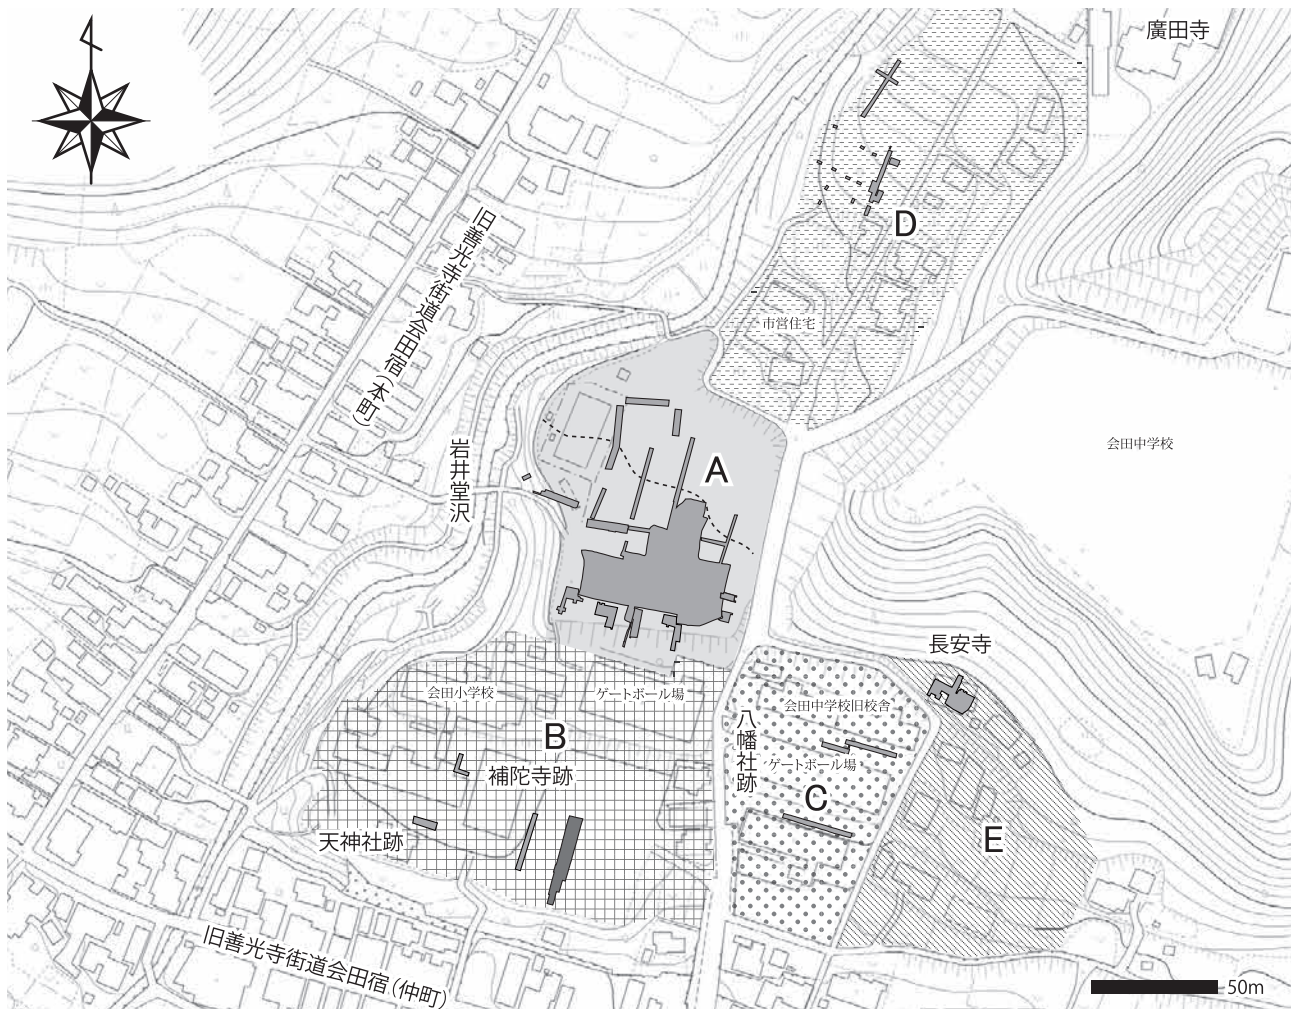 廣田寺
旧善光寺街道会田宿(本町)
D
市営住宅
岩井堂沢
A
会田中学校
長安寺
会田小学校
ゲートボール場
会田中学校旧校舎
八幡社跡
B
補陀寺跡
ゲートボール場
C
天神社跡
E
旧善光寺街道会田宿(仲町)
50m